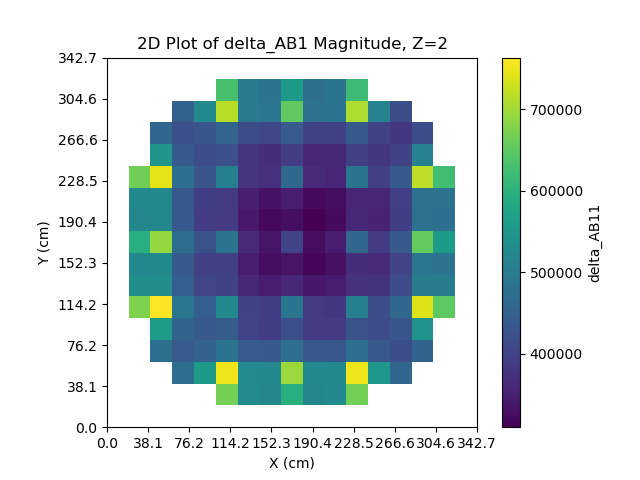 2D Plot of delta_AB1 Magnitude, Z=2
342.7
304.6
266.6
228.5
190.4
152.3
114.2
76.2
38.1
0.0
Y (cm)
0.0 38.1 76.2 114.2 152.3 190.4 228.5 266.6 304.6 342.7
X (cm)
700000
600000
500000
400000
delta_AB11